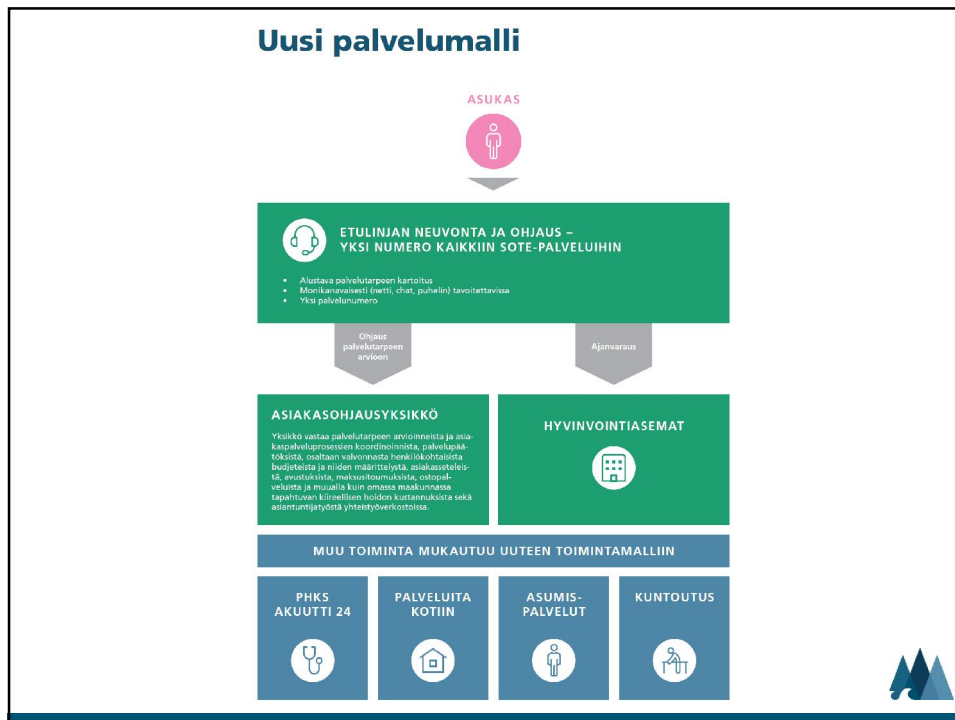 Uusi palvelumalli
ASUKAS
ETULINJAN NEUVONTA JA OHJAUS –
YKSI NUMERO KAIKKIIN SOTE-PALVELUIHIN
• Alustava palvelutarpeen kartoitus
• Monikanavaisesti (netti, chat, puhelin) tavoitettavissa
• Yksi palvelunumero
Ohjaus
palvelutarpeen
arvioon
Ajanvaraus
ASIAKASOHJAUSYKSIKKÖ
Yksikkö vastaa palvelutarpeen arvioinneista ja asia-
kaspalveluprosessien koordinoinnista, palvelupää-
töksistä, osaltaan valvonnasta henkilökohtaisista
budjeteista ja niiden määrittelystä, asiakasseteleis-
tä, avustuksista, maksusitoumuksista, ostopal-
veluista ja muualla kuin omassa maakunnassa
tapahtuvan kiireellisen hoidon kustannuksista sekä
asiantuntijatyöstä yhteistyöverkostoissa.
HYVINVOINTIASEMAT
MUU TOIMINTA MUKAUTUU UUTEEN TOIMINTAMALLIIN
PHKS
AKUUTTI 24
PALVELUITA
KOTIIN
ASUMIS-
PALVELUT
KUNTOUTUS